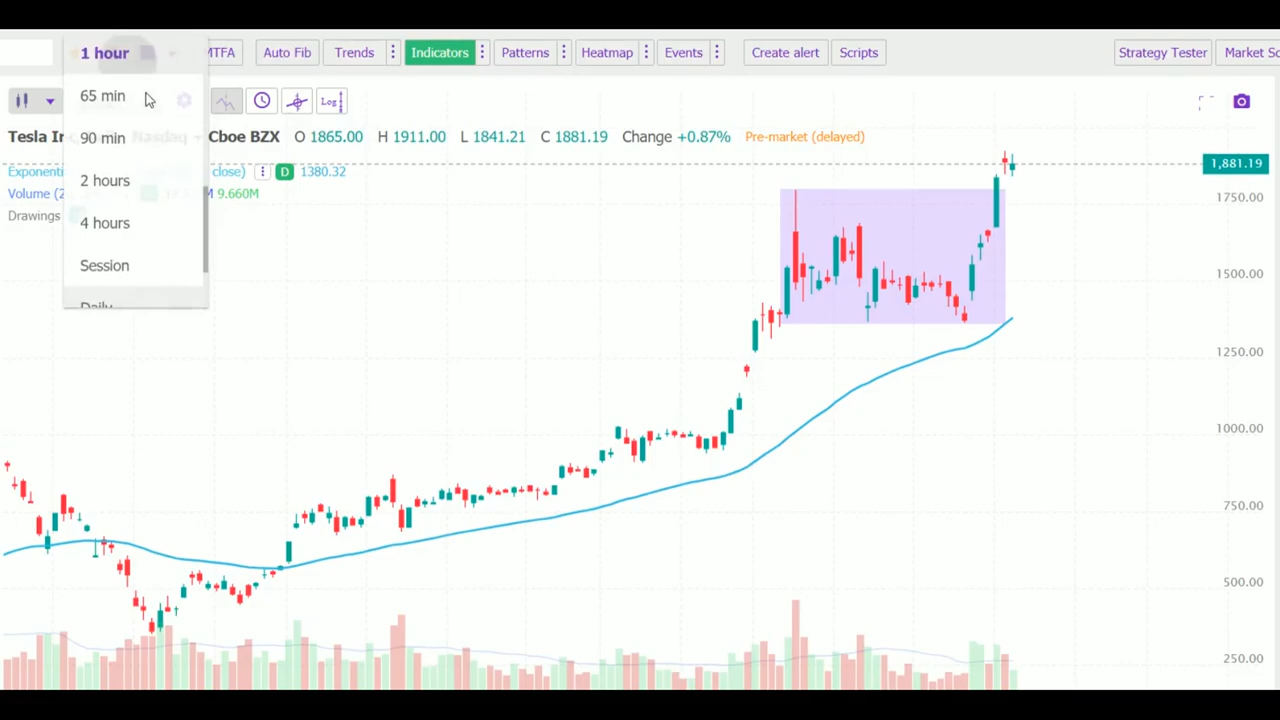 1 hour MTFA Auto Fib Trends Indicators Patterns Heatmap Events Create alert Scripts Strategy Tester Market
65 min
Log
90 min
Tesla Nasdaq Cboe BZX O 1865.00 H 1911.00 L 1841.21 C 1881.19 Change +0.87% Pre-market (delayed)
1,881.19
close) D 1380.32
2 hours
Volume 9.660M
1750.00
Drawings
4 hours
Session
1500.00
Daily
1250.00
1000.00
750.00
500.00
250.00